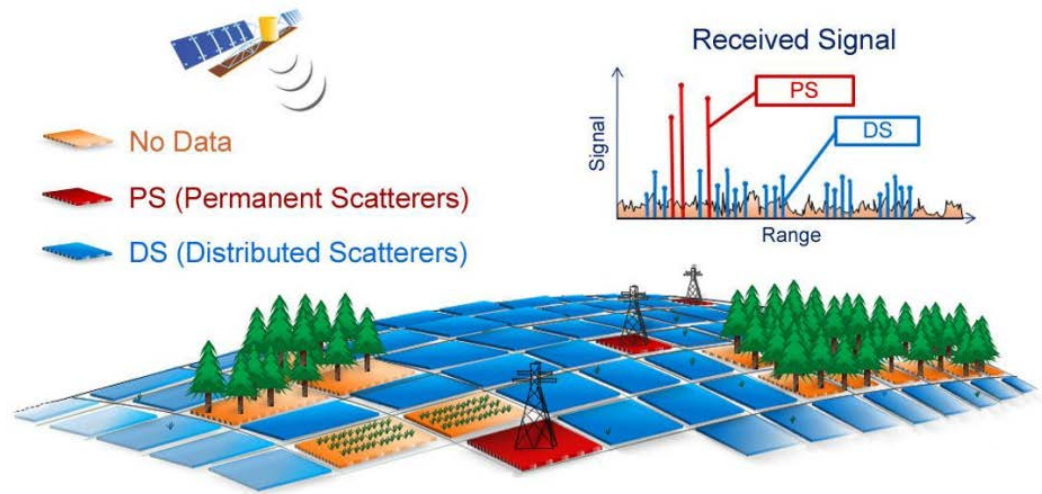 Received Signal
PS
DS
Signal
Range
No Data
PS (Permanent Scatterers)
DS (Distributed Scatterers)